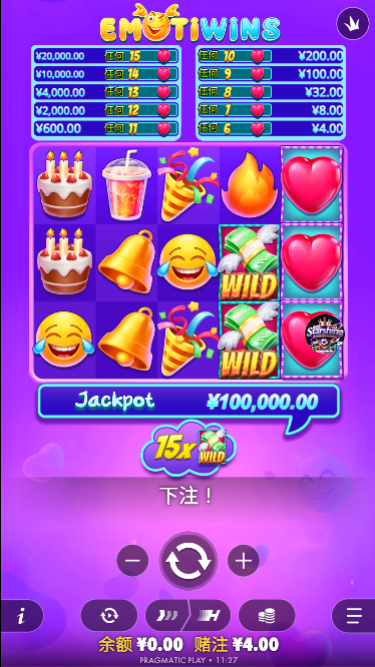 EMOTIWINS
¥20,000.00 任何 15
任何 10 ¥200.00
¥10,000.00 任何 14
任何 9 ¥100.00
¥4,000.00 任何 13
任何 8 ¥32.00
¥2,000.00 任何 12
任何 7 ¥8.00
¥600.00 任何 11
任何 6 ¥4.00
WILD
WILD
Starshine
Jackpot ¥100,000.00
15x WILD
下注！
余额 ¥0.00 赌注 ¥4.00
PRAGMATIC PLAY • 11:27